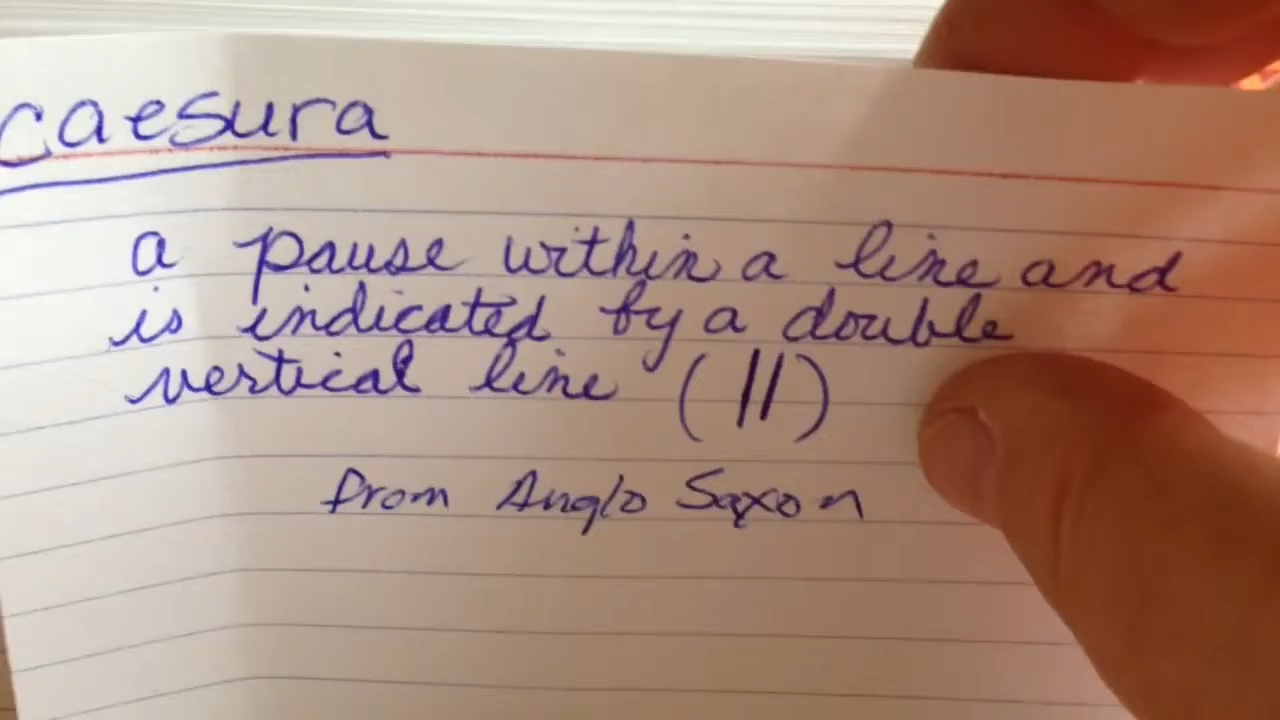 caesura
a pause within a line and
is indicated by a double
vertical line (||)
from Anglo Saxon